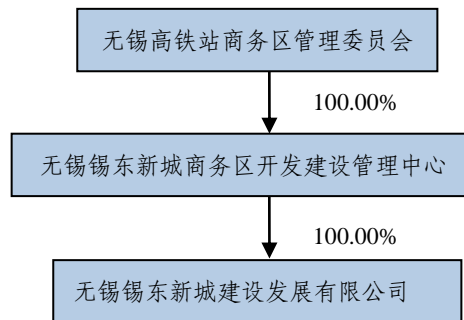 无锡高铁站商务区管理委员会
100.00%
无锡锡东新城商务区开发建设管理中心
100.00%
无锡锡东新城建设发展有限公司